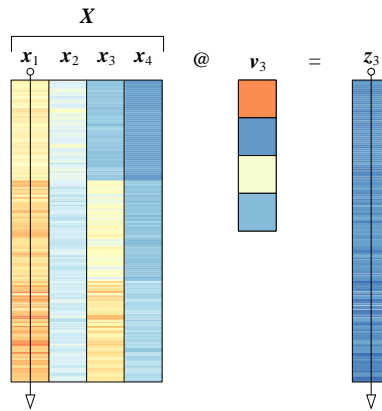 X
x₁ x₂ x₃ x₄ @ v₃ = z₃